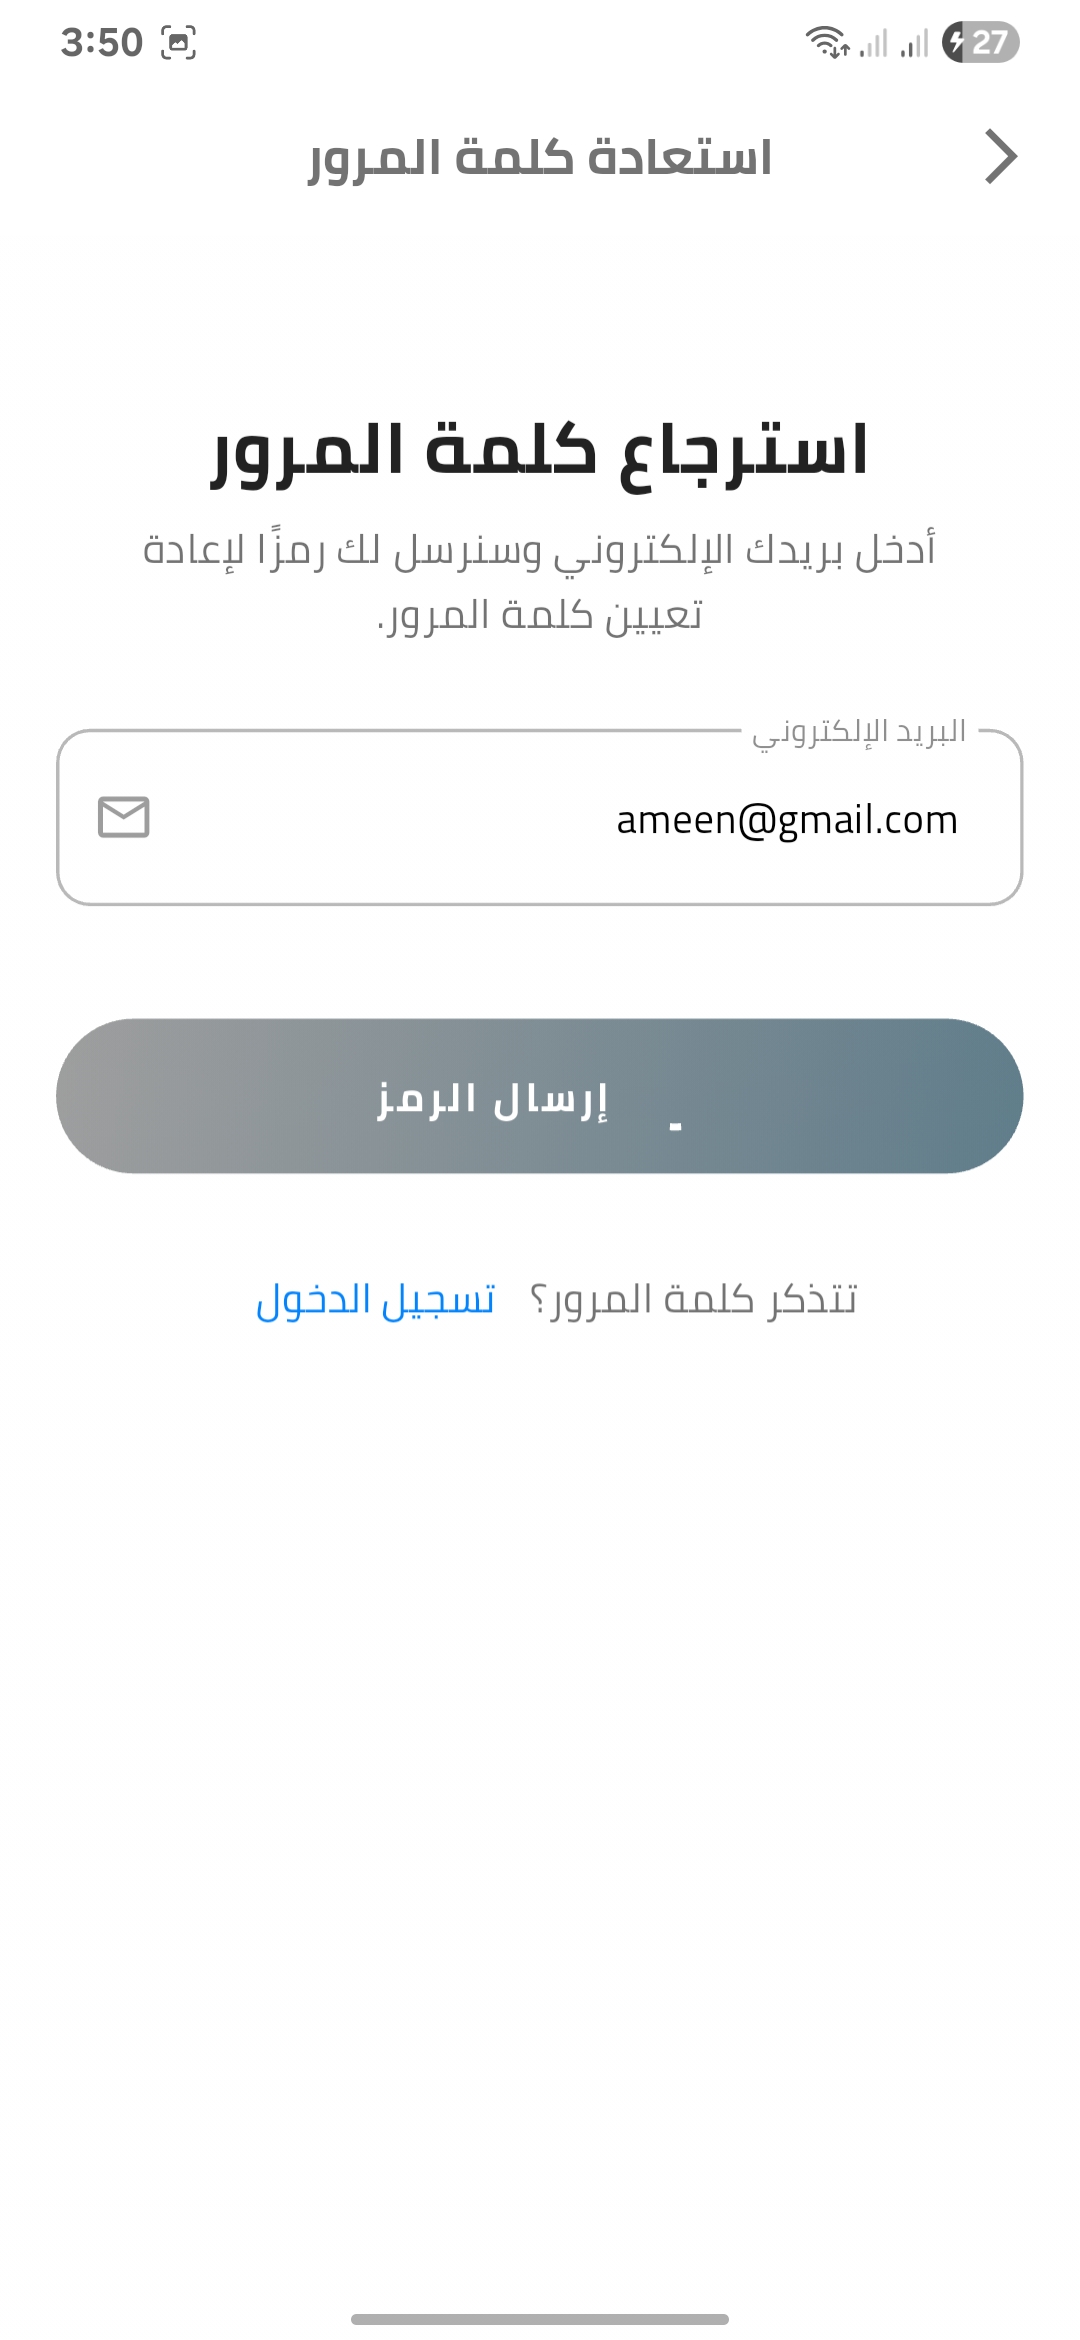 3:50
27
استعادة كلمة المرور
استرجاع كلمة المرور
أدخل بريدك الإلكتروني وسنرسل لك رمزًا لإعادة
تعيين كلمة المرور.
البريد الإلكتروني
ameen@gmail.com
إرسال الرمز
تتذكر كلمة المرور؟ تسجيل الدخول